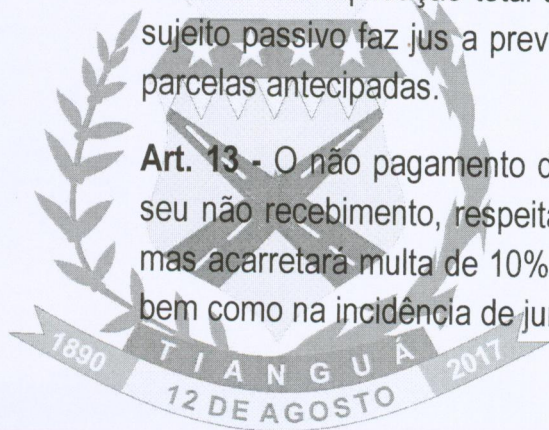 total
sujeito passivo faz jus a prev
parcelas antecipadas.
Art. 13 - O não pagamento
seu não recebimento, respeita
mas acarretará multa de 10%
bem como na incidência de
1890 TIANGUÁ 2017
12 DE AGOSTO